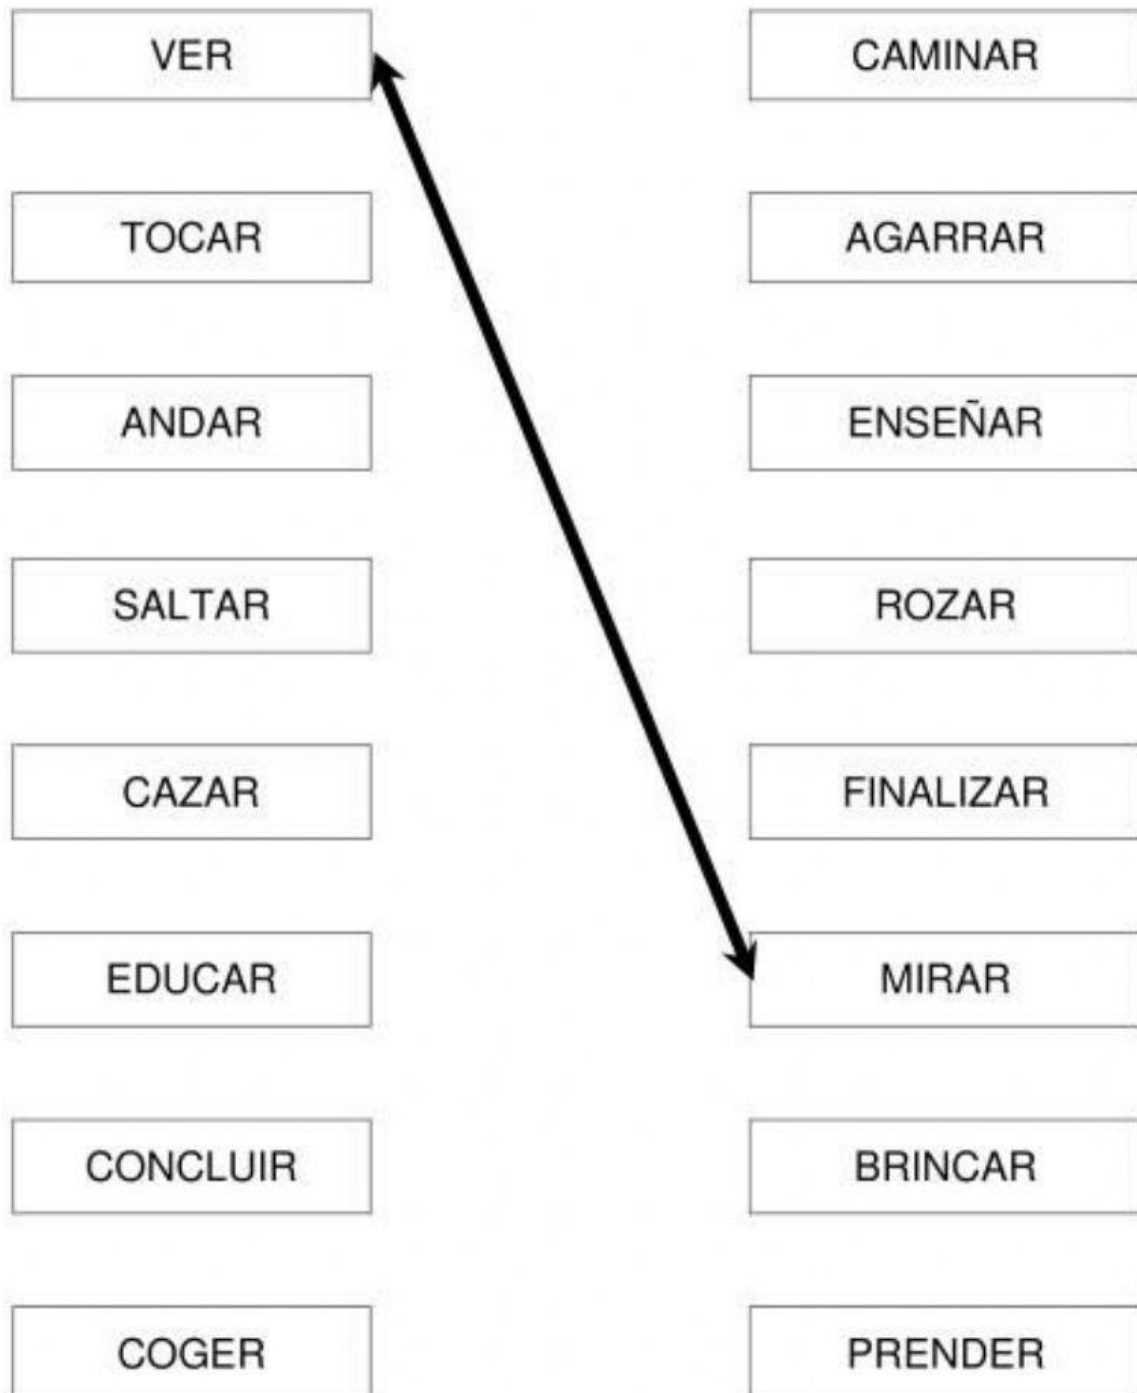 VER CAMINAR
TOCAR AGARRAR
ANDAR ENSEÑAR
SALTAR ROZAR
CAZAR FINALIZAR
EDUCAR MIRAR
CONCLUIR BRINCAR
COGER PRENDER